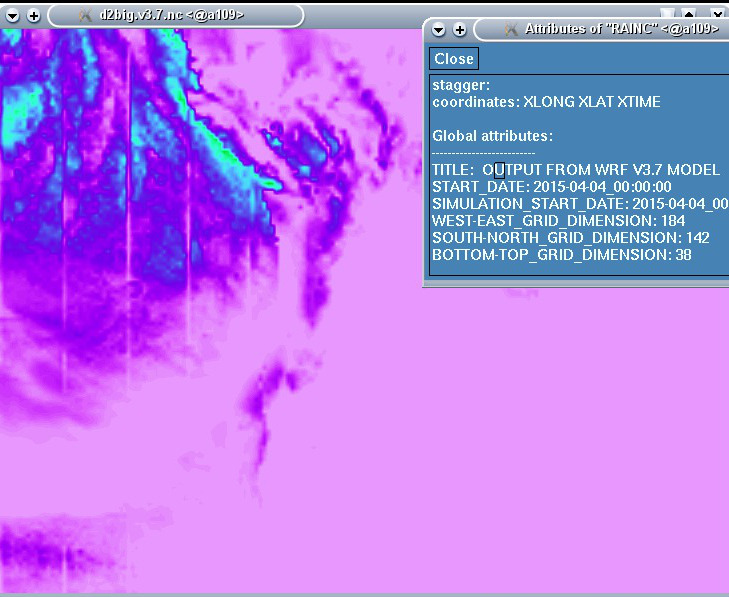 d2big.v3.7.nc <@a109>
Attributes of "RAINC" <@a109>
Close
stagger:
coordinates: XLONG XLAT XTIME
Global attributes:
--------------------------
TITLE: OUTPUT FROM WRF V3.7 MODEL
START_DATE: 2015-04-04_00:00:00
SIMULATION_START_DATE: 2015-04-04_00
WEST-EAST_GRID_DIMENSION: 184
SOUTH-NORTH_GRID_DIMENSION: 142
BOTTOM-TOP_GRID_DIMENSION: 38